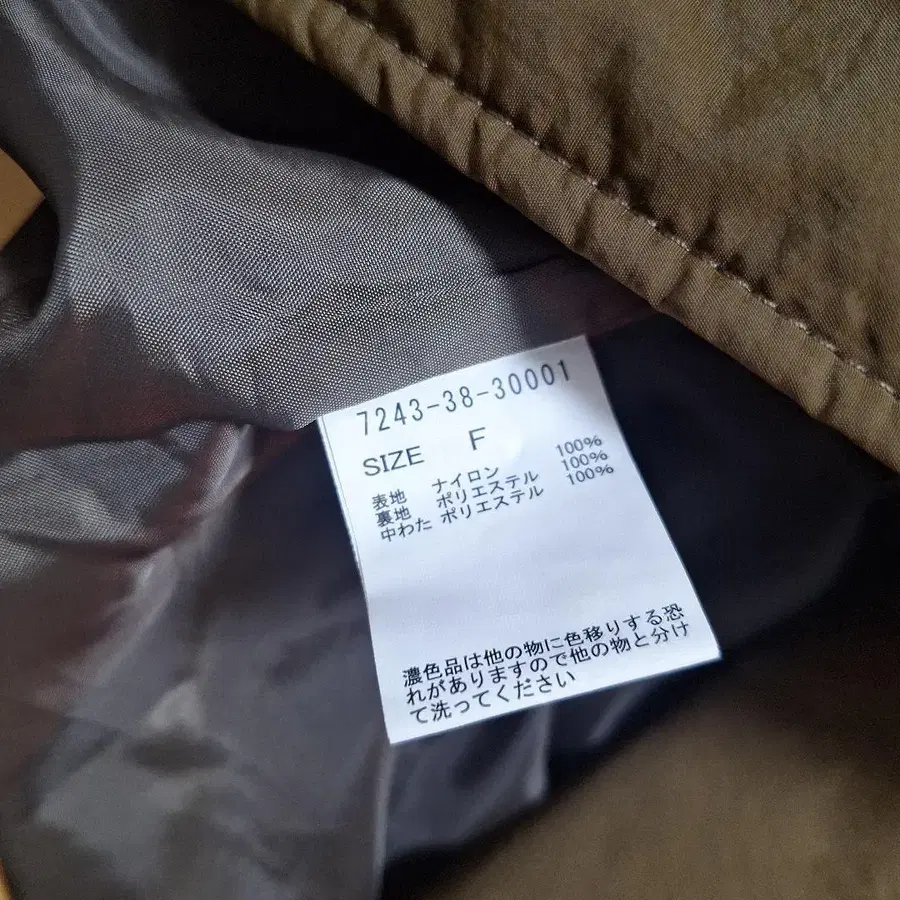 7243-38-30001
SIZE F
表地 ナイロン 100%
裏地 ポリエステル 100%
中わた ポリエステル 100%
濃色品は他の物に色移りする恐
れがありますので他の物と分け
て洗ってください